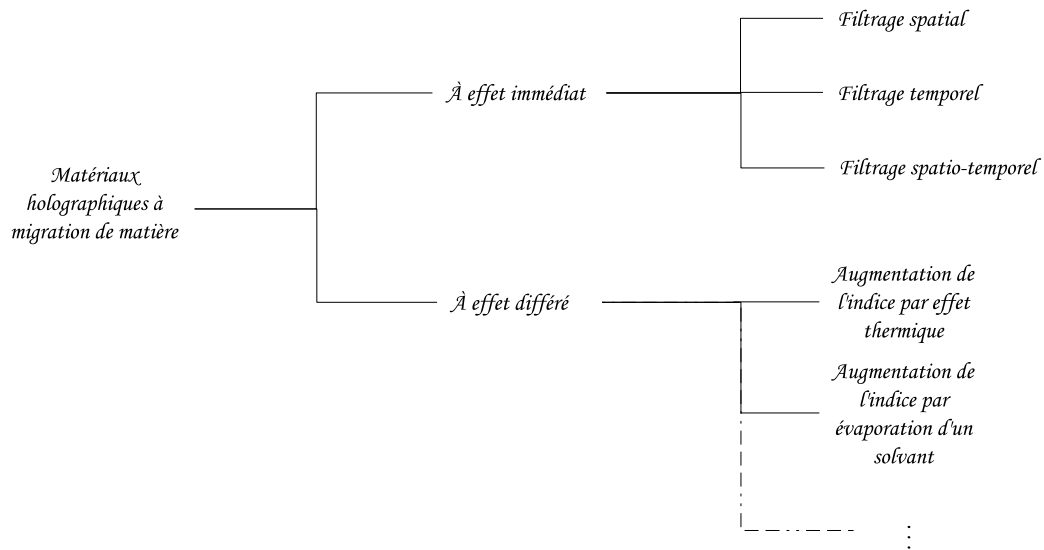 Matériaux
holographiques à
migration de matière
À effet immédiat
Filtrage spatial
Filtrage temporel
Filtrage spatio-temporel
À effet différé
Augmentation de
l'indice par effet
thermique
Augmentation de
l'indice par
évaporation d'un
solvant
⋮